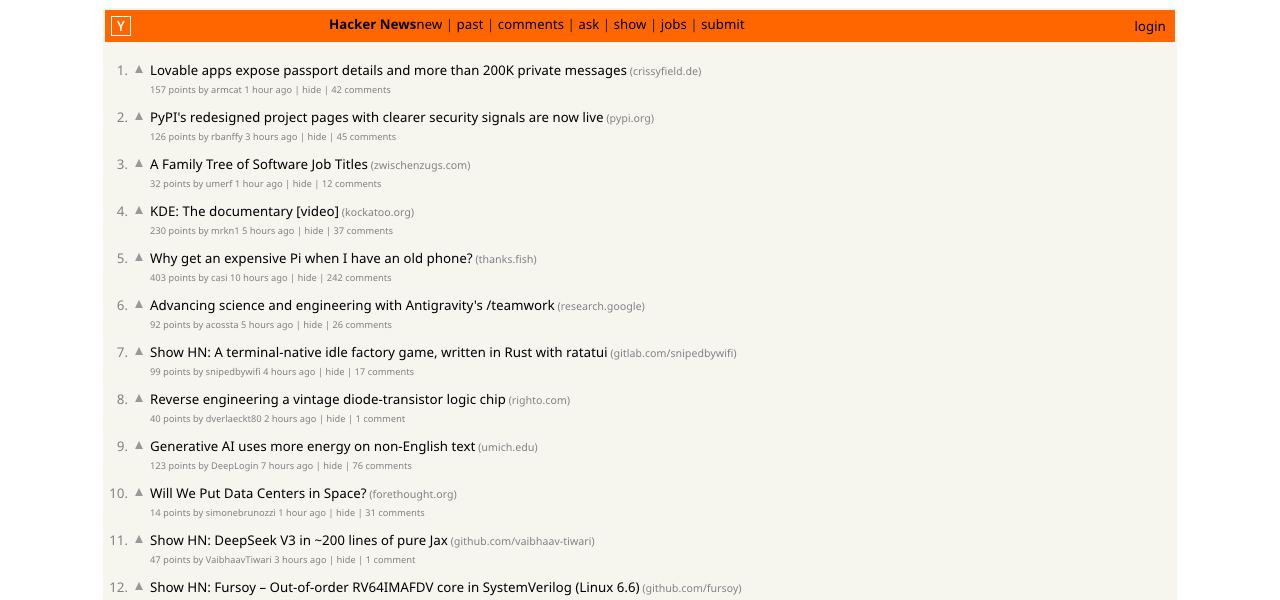 Y Hacker Newsnew | past | comments | ask | show | jobs | submit login
1. ▲ Lovable apps expose passport details and more than 200K private messages (crissyfield.de)
157 points by armcat 1 hour ago | hide | 42 comments
2. ▲ PyPI's redesigned project pages with clearer security signals are now live (pypi.org)
126 points by rbanffy 3 hours ago | hide | 45 comments
3. ▲ A Family Tree of Software Job Titles (zwischenzugs.com)
32 points by umerf 1 hour ago | hide | 12 comments
4. ▲ KDE: The documentary [video] (kockatoo.org)
230 points by mrkn1 5 hours ago | hide | 37 comments
5. ▲ Why get an expensive Pi when I have an old phone? (thanks.fish)
403 points by casi 10 hours ago | hide | 242 comments
6. ▲ Advancing science and engineering with Antigravity's /teamwork (research.google)
92 points by acossta 5 hours ago | hide | 26 comments
7. ▲ Show HN: A terminal-native idle factory game, written in Rust with ratatui (gitlab.com/snipedbywifi)
99 points by snipedbywifi 4 hours ago | hide | 17 comments
8. ▲ Reverse engineering a vintage diode-transistor logic chip (righto.com)
40 points by dverlaeckt80 2 hours ago | hide | 1 comment
9. ▲ Generative AI uses more energy on non-English text (umich.edu)
123 points by DeepLogin 7 hours ago | hide | 76 comments
10. ▲ Will We Put Data Centers in Space? (forethought.org)
14 points by simonebrunozzi 1 hour ago | hide | 31 comments
11. ▲ Show HN: DeepSeek V3 in ~200 lines of pure Jax (github.com/vaibhaav-tiwari)
47 points by VaibhaavTiwari 3 hours ago | hide | 1 comment
12. ▲ Show HN: Fursoy – Out-of-order RV64IMAFDV core in SystemVerilog (Linux 6.6) (github.com/fursoy)